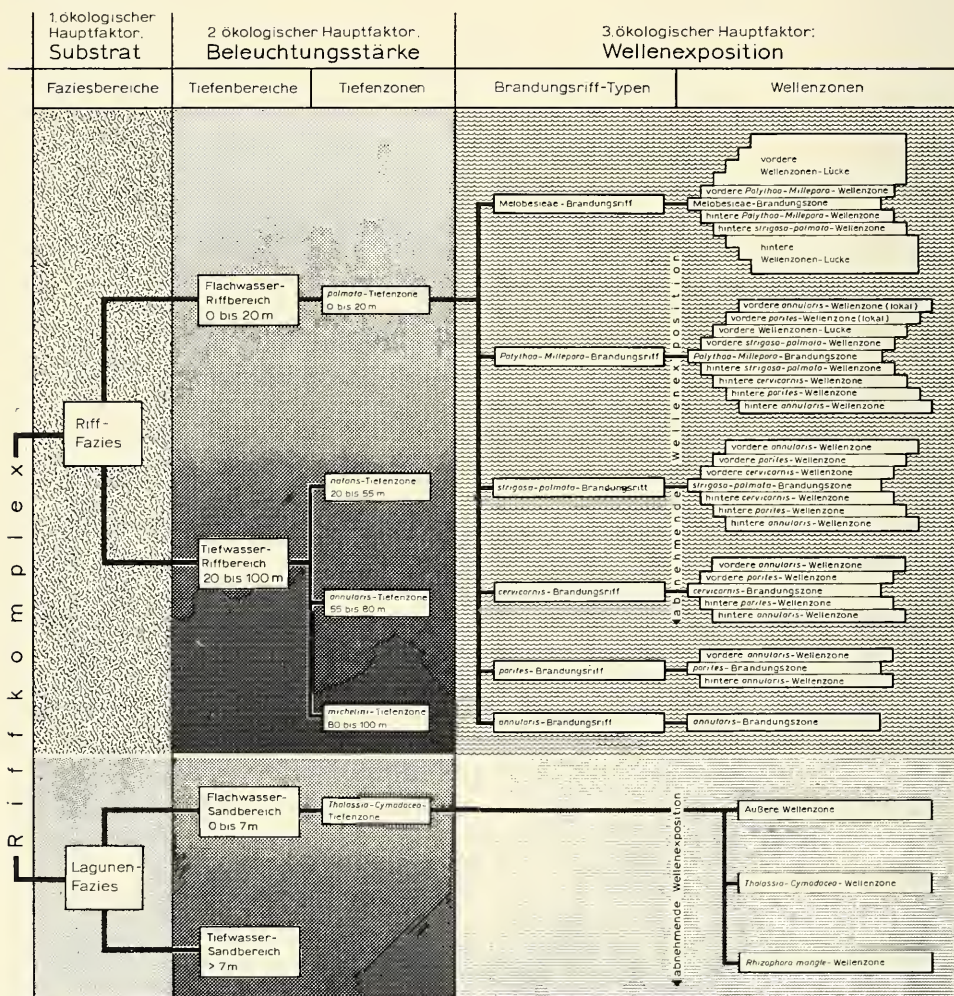 1.ökologischer
Hauptfaktor.
Substrat
2 ökologischer Hauptfaktor.
Beleuchtungsstärke
3.ökologischer Hauptfaktor:
Wellenexposition
Faziesbereiche
Tiefenbereiche
Tiefenzonen
Brandungsriff-Typen
Wellenzonen
Riffkomplex
Riff-
Fazies
Flachwasser-
Riffbereich
0 bis 20 m
palmata-Tiefenzone
0 bis 20 m
Tiefwasser-
Riffbereich
20 bis 100 m
natans-Tiefenzone
20 bis 55 m
annularis-Tiefenzone
55 bis 80 m
michelini-Tiefenzone
80 bis 100 m
abnehmende Wellenexposition
Melobesieae-Brandungsriff
vordere
Wellenzonen-Lücke
vordere Palythoa-Millepora-Wellenzone
Melobesieae-Brandungszone
hintere Palythoa-Millepora-Wellenzone
hintere strigosa-palmata-Wellenzone
hintere
Wellenzonen-Lücke
Palythoa-Millepora-Brandungsriff
vordere annularis-Wellenzone (lokal)
vordere porites-Wellenzone (lokal)
vordere Wellenzonen-Lücke
vordere strigosa-palmata-Wellenzone
Palythoa-Millepora-Brandungszone
hintere strigosa-palmata-Wellenzone
hintere cervicornis-Wellenzone
hintere porites-Wellenzone
hintere annularis-Wellenzone
strigosa-palmata-Brandungsriff
vordere annularis-Wellenzone
vordere porites-Wellenzone
vordere cervicornis-Wellenzone
strigosa-palmata-Brandungszone
hintere cervicornis-Wellenzone
hintere porites-Wellenzone
hintere annularis-Wellenzone
cervicornis-Brandungsriff
vordere annularis-Wellenzone
vordere porites-Wellenzone
cervicornis-Brandungszone
hintere porites-Wellenzone
hintere annularis-Wellenzone
porites-Brandungsriff
vordere annularis-Wellenzone
porites-Brandungszone
hintere annularis-Wellenzone
annularis-Brandungsriff
annularis-Brandungszone
Lagunen-
Fazies
Flachwasser-
Sandbereich
0 bis 7m
Thalassia-Cymodocea-
Tiefenzone
Tiefwasser-
Sandbereich
> 7m
abnehmende Wellenexposition
Äußere Wellenzone
Thalassia-Cymodocea-Wellenzone
Rhizophora mangle-Wellenzone